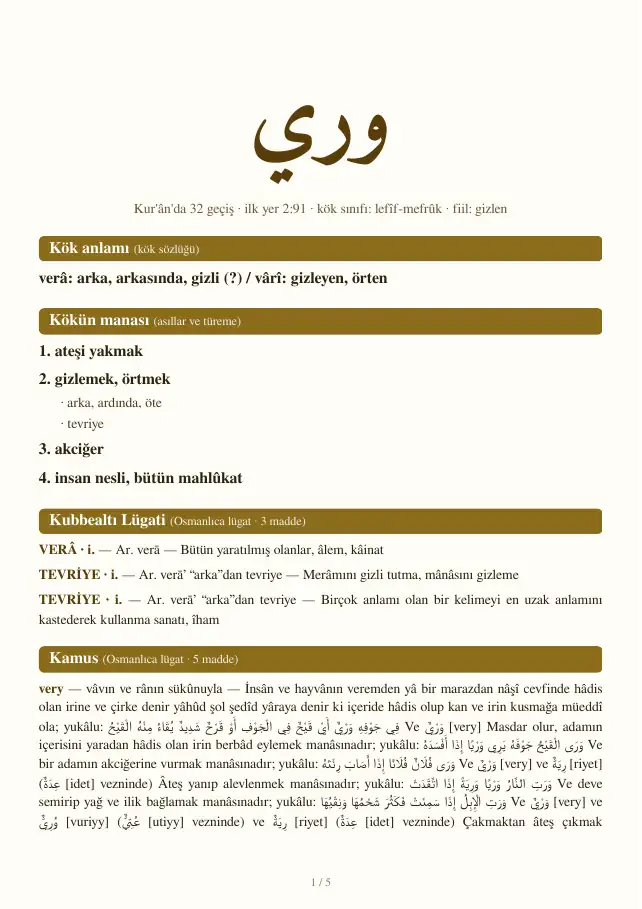 وري
Kur'ân'da 32 geçiş · ilk yer 2:91 · kök sınıfı: lefîf-mefrûk · fiil: gizlen
Kök anlamı (kök sözlüğü)
verâ: arka, arkasında, gizli (?) / vârî: gizleyen, örten
Kökün manası (asıllar ve türeme)
1. ateşi yakmak
2. gizlemek, örtmek
· arka, ardında, öte
· tevriye
3. akciğer
4. insan nesli, bütün mahlûkat
Kubbealtı Lügati (Osmanlıca lügat · 3 madde)
VERÂ · i. — Ar. verā — Bütün yaratılmış olanlar, âlem, kâinat
TEVRİYE · i. — Ar. verā’ “arka”dan tevriye — Merâmını gizli tutma, mânâsını gizleme
TEVRİYE · i. — Ar. verā’ “arka”dan tevriye — Birçok anlamı olan bir kelimeyi en uzak anlamını
kastederek kullanma sanatı, îham
Kamus (Osmanlıca lügat · 5 madde)
very — vâvın ve rânın sükûnuyla — İnsân ve hayvânın veremden yâ bir marazdan nâşî cevfinde hâdis
olan irine ve çirke denir yâhûd şol şedîd yâraya denir ki içeride hâdis olup kan ve irin kusmağa müeddî
ola; yukâlu: فِي جَوْفِهِ وَرْيٌ أَيْ قَيْحٌ فِي الْجَوْفِ أَوْ قَرْحٌ شَدِيدٌ يُقَاءُ مِنْهُ الْقَيْحُ Ve وَرْيٌ [very] Masdar olur, adamın
içerisini yaradan hâdis olan irin berbâd eylemek manâsınadır; yukâlu: وَرَى الْقَيْحُ جَوْفَهُ يَرِي وَرْيًا إِذَا أَفْسَدَهُ Ve
bir adamın akciğerine vurmak manâsınadır; yukâlu: وَرَى فُلَانٌ فُلَانًا إِذَا أَصَابَ رِئَتَهُ Ve وَرْيٌ [very] ve رِيَةٌ [riyet]
(عِدَةٌ [idet] vezninde) Âteş yanıp alevlenmek manâsınadır; yukâlu: وَرَتِ النَّارُ وَرْيًا وَرِيَةً إِذَا اتَّقَدَتْ Ve deve
semirip yağ ve ilik bağlamak manâsınadır; yukâlu: وَرَتِ الْإِبِلُ إِذَا سَمِنَتْ فَكَثُرَ شَحْمُهَا وَنِقْيُهَا Ve وَرْيٌ [very] ve
وُرِيٌّ [vuriyy] (عُتِيٌّ [utiyy] vezninde) ve رِيَةٌ [riyet] (عِدَةٌ [idet] vezninde) Çakmaktan âteş çıkmak
1 / 5